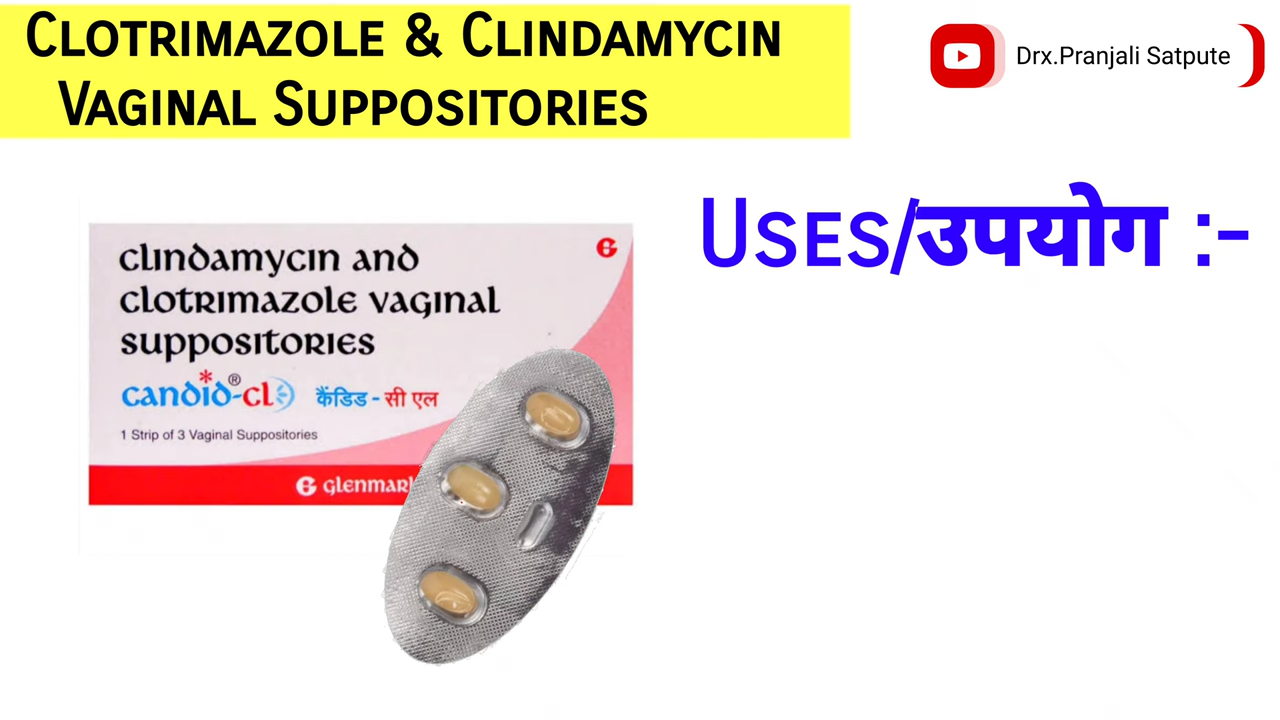 Clotrimazole & Clindamycin
Vaginal Suppositories
Drx.Pranjali Satpute
Uses/उपयोग :-
clindamycin and
clotrimazole vaginal
suppositories
candid®-cl कैंडिड - सी एल
1 Strip of 3 Vaginal Suppositories